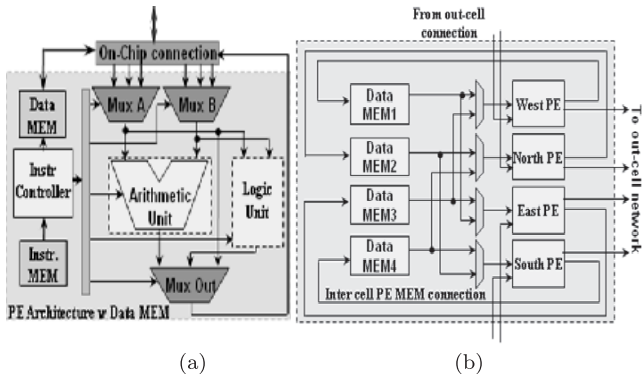 On-Chip connection
Mux A
Mux B
Data
MEM
Instr
Controller
Instr.
MEM
Arithmetic
Unit
Logic
Unit
Mux Out
PE Architecture w Data MEM
(a)
From out-cell
connection
Data
MEM1
Data
MEM2
Data
MEM3
Data
MEM4
West PE
North PE
East PE
South PE
Inter cell PE MEM connection
To out-cell network
(b)